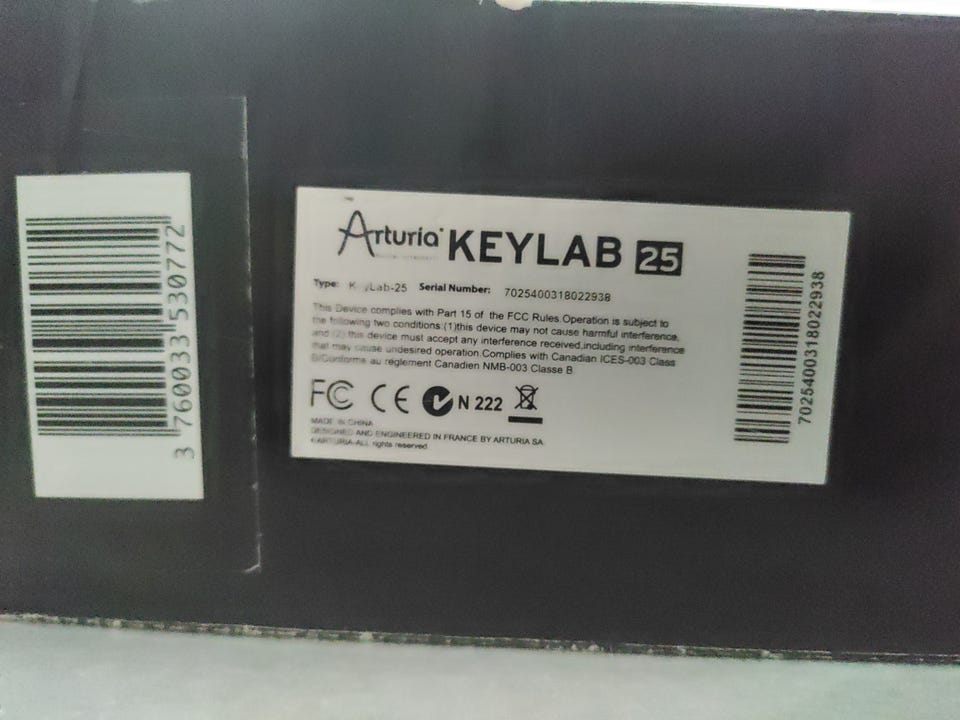 3 760033 530772
Arturia KEYLAB 25
Type: KeyLab-25 Serial Number: 7025400318022938
This Device complies with Part 15 of the FCC Rules.Operation is subject to
the following two conditions:(1)this device may not cause harmful interference,
and (2) this device must accept any interference received,including interference
that may cause undesired operation.Complies with Canadian ICES-003 Class
B/Conforme au réglement Canadien NMB-003 Classe B
FC CE N 222
MADE IN CHINA
DESIGNED AND ENGINEERED IN FRANCE BY ARTURIA SA
©ARTURIA-ALL rights reserved.
7025400318022938